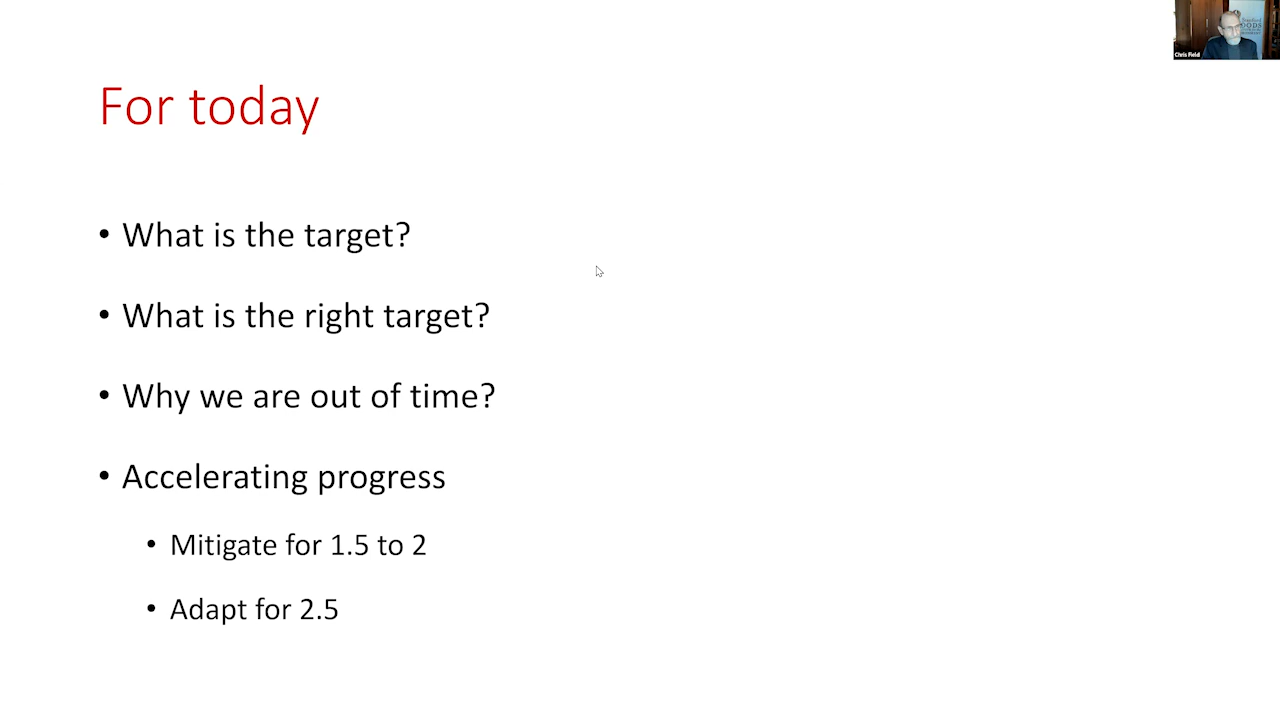 For today
• What is the target?
• What is the right target?
• Why we are out of time?
• Accelerating progress
• Mitigate for 1.5 to 2
• Adapt for 2.5
Chris Field